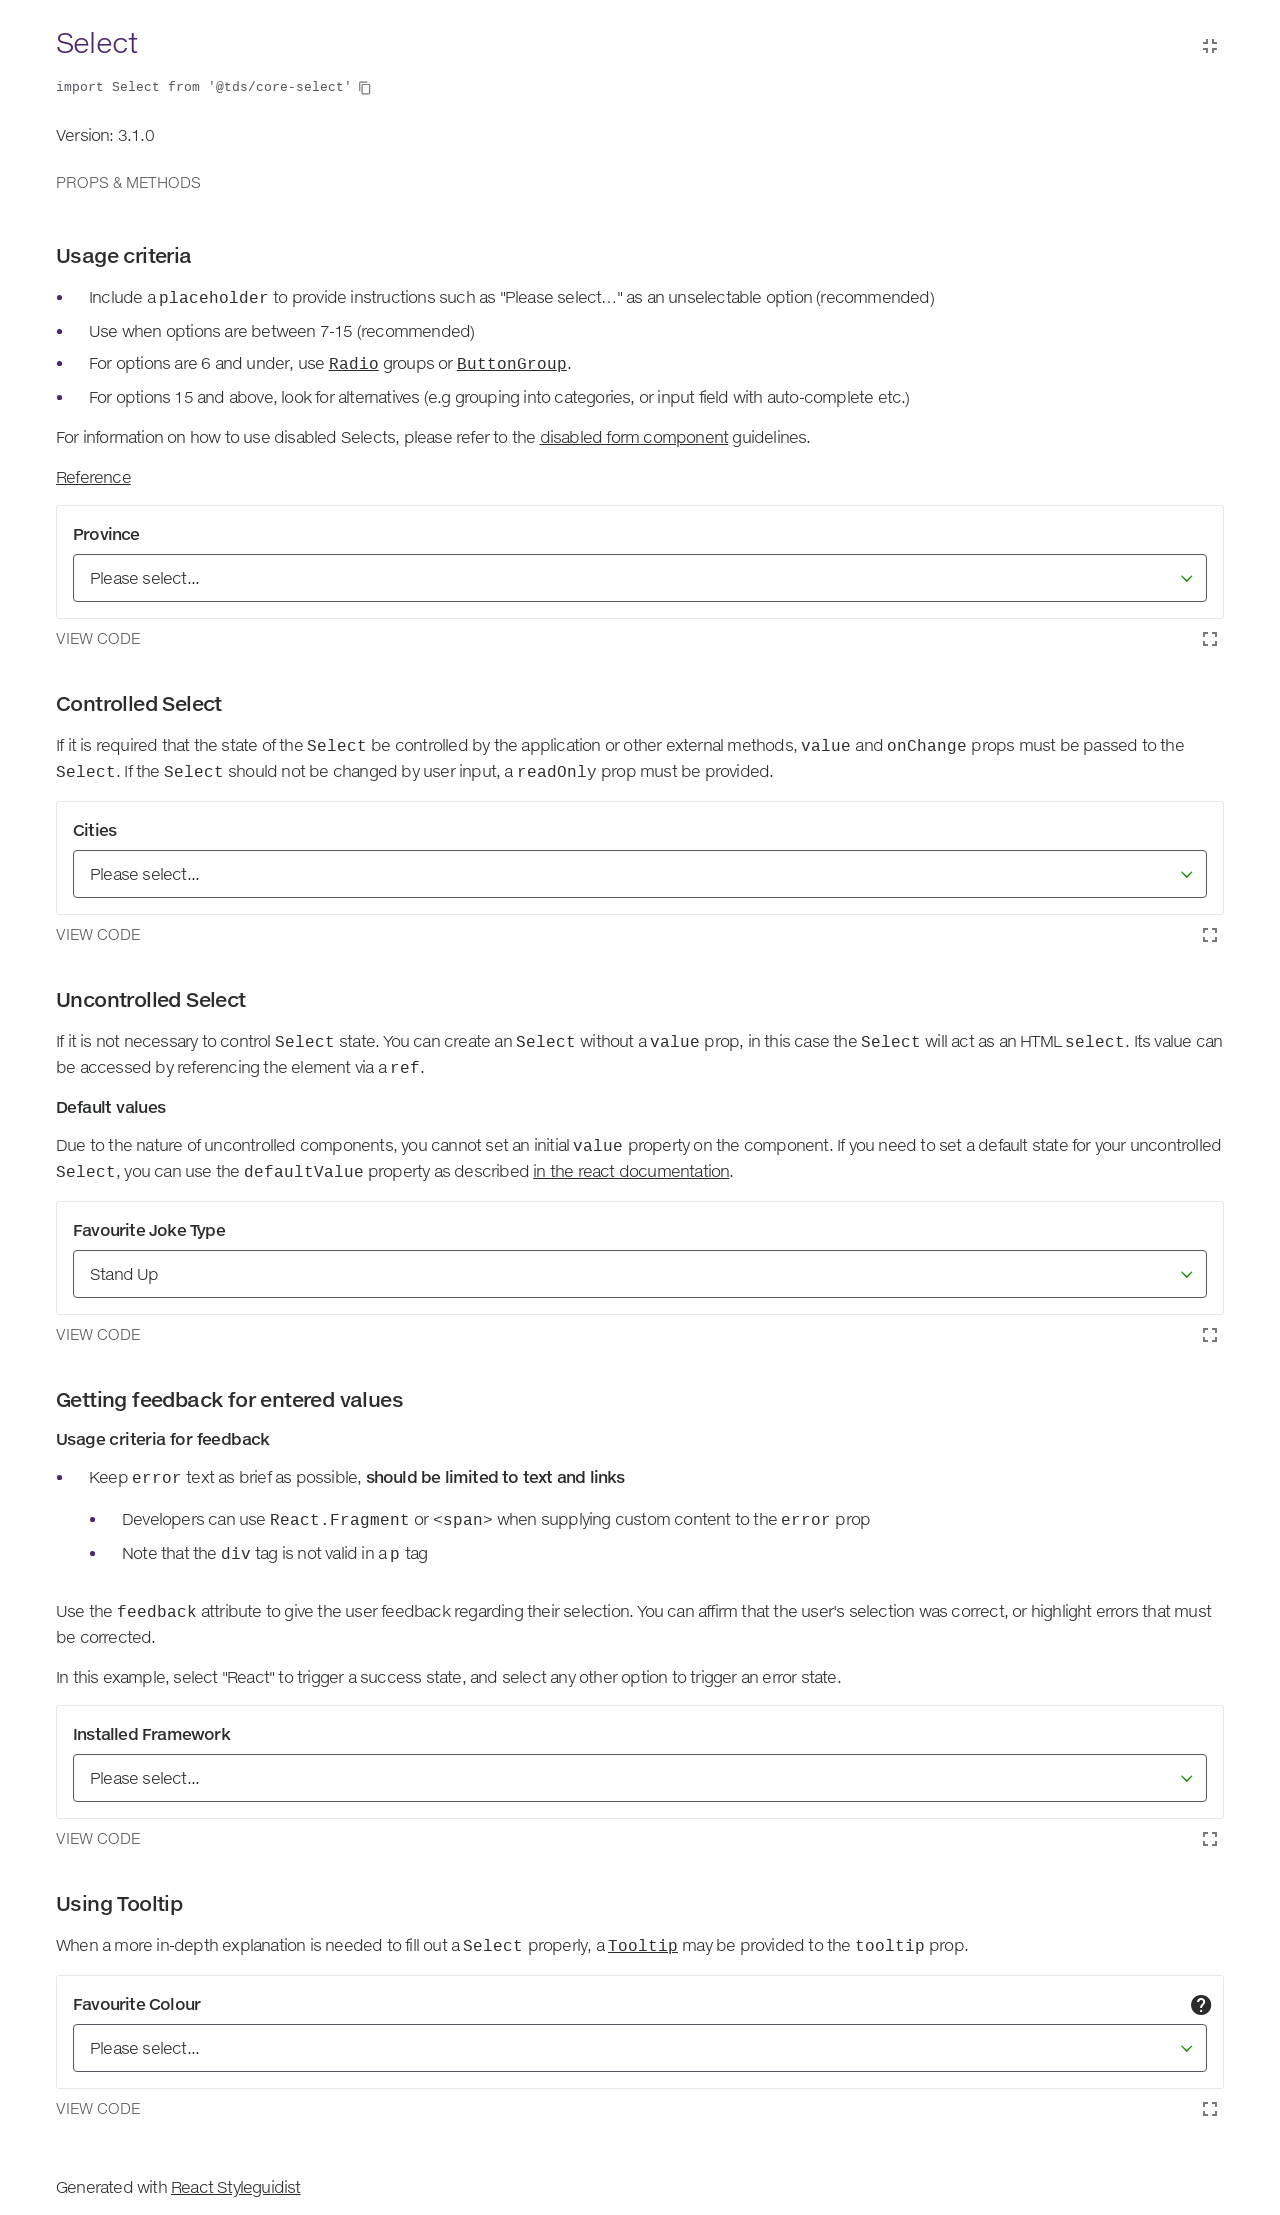 Select
import Select from '@tds/core-select'
Version: 3.1.0
PROPS & METHODS
Usage criteria
• Include a placeholder to provide instructions such as "Please select..." as an unselectable option (recommended)
• Use when options are between 7-15 (recommended)
• For options are 6 and under, use Radio groups or ButtonGroup.
• For options 15 and above, look for alternatives (e.g grouping into categories, or input field with auto-complete etc.)
For information on how to use disabled Selects, please refer to the disabled form component guidelines.
Reference
Province
Please select...
VIEW CODE
Controlled Select
If it is required that the state of the Select be controlled by the application or other external methods, value and onChange props must be passed to the
Select. If the Select should not be changed by user input, a readOnly prop must be provided.
Cities
Please select...
VIEW CODE
Uncontrolled Select
If it is not necessary to control Select state. You can create an Select without a value prop, in this case the Select will act as an HTML select. Its value can
be accessed by referencing the element via a ref.
Default values
Due to the nature of uncontrolled components, you cannot set an initial value property on the component. If you need to set a default state for your uncontrolled
Select, you can use the defaultValue property as described in the react documentation.
Favourite Joke Type
Stand Up
VIEW CODE
Getting feedback for entered values
Usage criteria for feedback
• Keep error text as brief as possible, should be limited to text and links
• Developers can use React.Fragment or <span> when supplying custom content to the error prop
• Note that the div tag is not valid in a p tag
Use the feedback attribute to give the user feedback regarding their selection. You can affirm that the user's selection was correct, or highlight errors that must
be corrected.
In this example, select "React" to trigger a success state, and select any other option to trigger an error state.
Installed Framework
Please select...
VIEW CODE
Using Tooltip
When a more in-depth explanation is needed to fill out a Select properly, a Tooltip may be provided to the tooltip prop.
Favourite Colour
Please select...
VIEW CODE
Generated with React Styleguidist